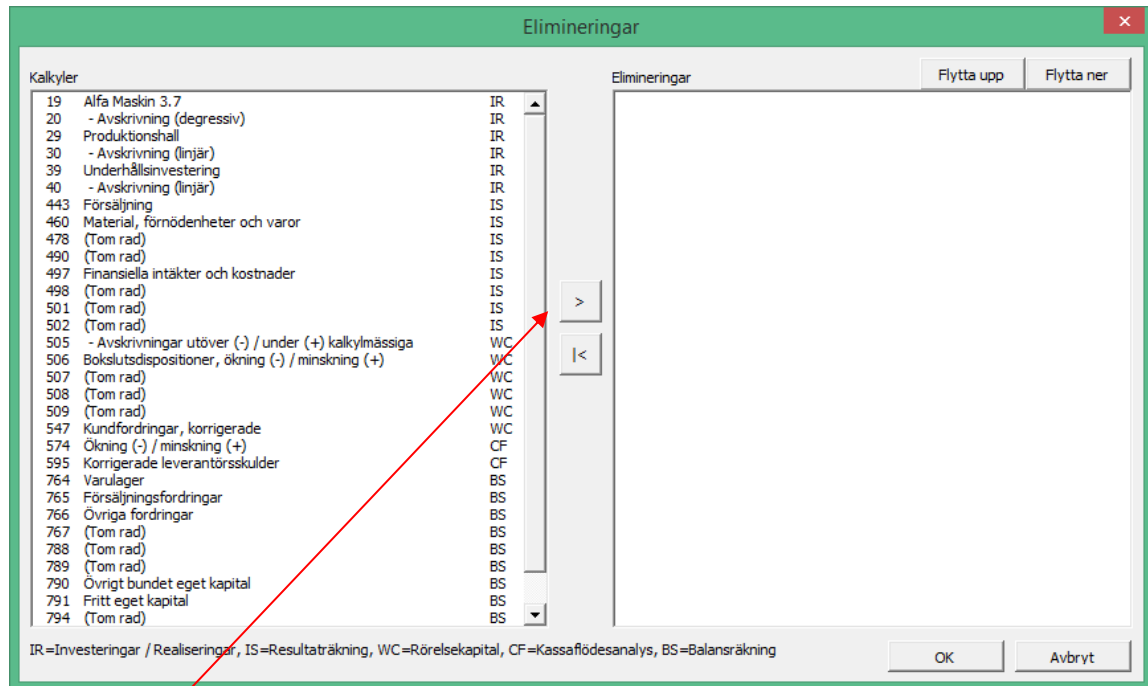 Elimineringar
Kalkyler
Elimineringar
Flytta upp
Flytta ner
19 Alfa Maskin 3.7 IR
20 - Avskrivning (degressiv) IR
29 Produktionshall IR
30 - Avskrivning (linjär) IR
39 Underhållsinvestering IR
40 - Avskrivning (linjär) IR
443 Försäljning IS
460 Material, förnödenheter och varor IS
478 (Tom rad) IS
490 (Tom rad) IS
497 Finansiella intäkter och kostnader IS
498 (Tom rad) IS
501 (Tom rad) IS
502 (Tom rad) IS
505 - Avskrivningar utöver (-) / under (+) kalkylmässiga WC
506 Bokslutsdispositioner, ökning (-) / minskning (+) WC
507 (Tom rad) WC
508 (Tom rad) WC
509 (Tom rad) WC
547 Kundfordringar, korrigerade WC
574 Ökning (-) / minskning (+) CF
595 Korrigerade leverantörsskulder CF
764 Varulager BS
765 Försäljningsfordringar BS
766 Övriga fordringar BS
767 (Tom rad) BS
788 (Tom rad) BS
789 (Tom rad) BS
790 Övrigt bundet eget kapital BS
791 Fritt eget kapital BS
794 (Tom rad) BS
>
|<
IR=Investeringar / Realiseringar, IS=Resultaträkning, WC=Rörelsekapital, CF=Kassaflödesanalys, BS=Balansräkning
OK
Avbryt